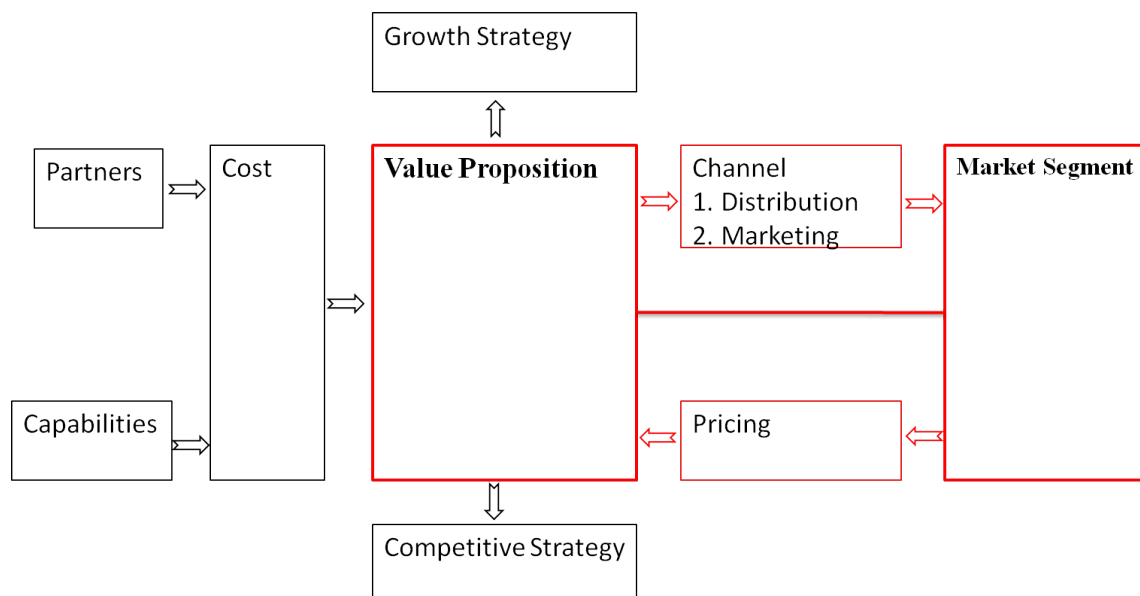 Growth Strategy
Partners
Cost
Value Proposition
Channel
1. Distribution
2. Marketing
Market Segment
Capabilities
Pricing
Competitive Strategy